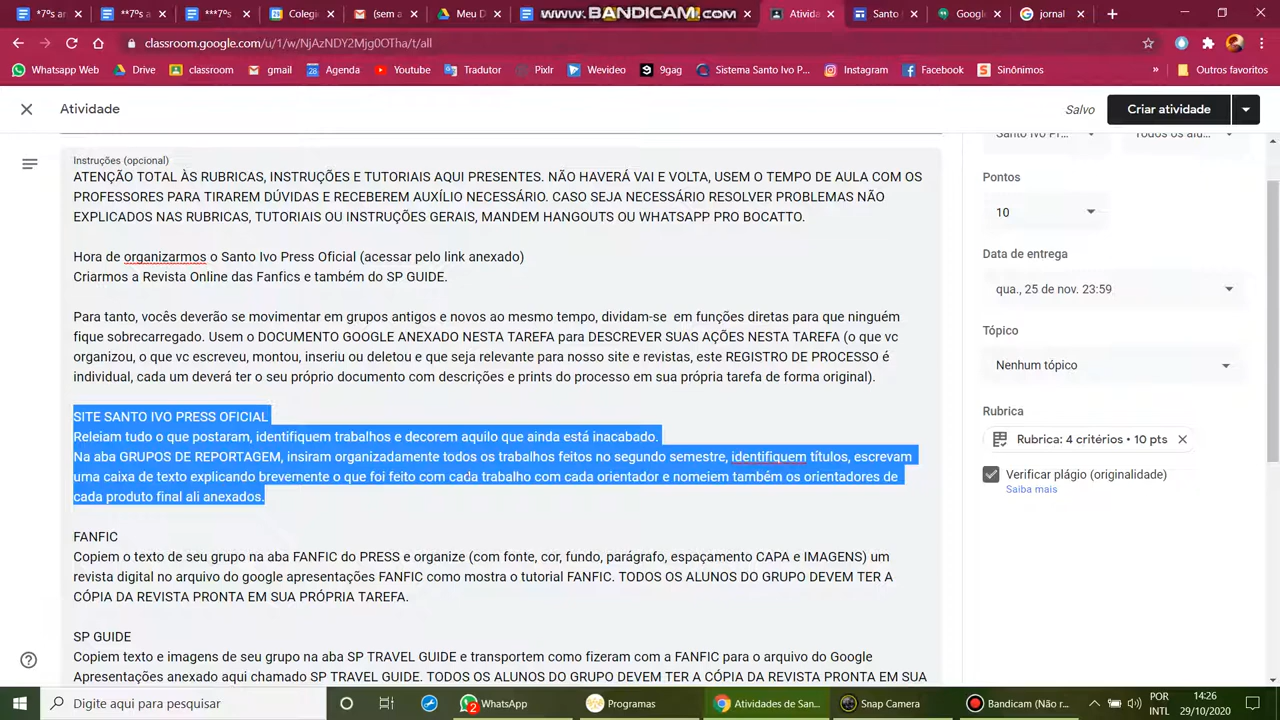 *7ºs ar
**7ºs
***7ºs
Colegi
(sem a
Meu D
www.BANDICAM.com
Ativida
Santo
Google
jornal
classroom.google.com/u/1/w/NjAzNDY2Mjg0OTha/t/all
Whatsapp Web
Drive
classroom
gmail
Agenda
Youtube
Tradutor
Pixlr
Wevideo
9gag
Sistema Santo Ivo P...
Instagram
Facebook
Sinônimos
»
Outros favoritos
Atividade
Salvo
Criar atividade
Instruções (opcional)
ATENÇÃO TOTAL ÀS RUBRICAS, INSTRUÇÕES E TUTORIAIS AQUI PRESENTES. NÃO HAVERÁ VAI E VOLTA, USEM O TEMPO DE AULA COM OS
PROFESSORES PARA TIRAREM DÚVIDAS E RECEBEREM AUXÍLIO NECESSÁRIO. CASO SEJA NECESSÁRIO RESOLVER PROBLEMAS NÃO
EXPLICADOS NAS RUBRICAS, TUTORIAIS OU INSTRUÇÕES GERAIS, MANDEM HANGOUTS OU WHATSAPP PRO BOCATTO.
Hora de organizarmos o Santo Ivo Press Oficial (acessar pelo link anexado)
Criarmos a Revista Online das Fanfics e também do SP GUIDE.
Para tanto, vocês deverão se movimentar em grupos antigos e novos ao mesmo tempo, dividam-se  em funções diretas para que ninguém
fique sobrecarregado. Usem o DOCUMENTO GOOGLE ANEXADO NESTA TAREFA para DESCREVER SUAS AÇÕES NESTA TAREFA (o que vc
organizou, o que vc escreveu, montou, inseriu ou deletou e que seja relevante para nosso site e revistas, este REGISTRO DE PROCESSO é
individual, cada um deverá ter o seu próprio documento com descrições e prints do processo em sua própria tarefa de forma original).
SITE SANTO IVO PRESS OFICIAL
Releiam tudo o que postaram, identifiquem trabalhos e decorem aquilo que ainda está inacabado.
Na aba GRUPOS DE REPORTAGEM, insiram organizadamente todos os trabalhos feitos no segundo semestre, identifiquem títulos, escrevam
uma caixa de texto explicando brevemente o que foi feito com cada trabalho com cada orientador e nomeiem também os orientadores de
cada produto final ali anexados.
FANFIC
Copiem o texto de seu grupo na aba FANFIC do PRESS e organize (com fonte, cor, fundo, parágrafo, espaçamento CAPA e IMAGENS) um
revista digital no arquivo do google apresentações FANFIC como mostra o tutorial FANFIC. TODOS OS ALUNOS DO GRUPO DEVEM TER A
CÓPIA DA REVISTA PRONTA EM SUA PRÓPRIA TAREFA.
SP GUIDE
Copiem texto e imagens de seu grupo na aba SP TRAVEL GUIDE e transportem como fizeram com a FANFIC para o arquivo do Google
Apresentações anexado aqui chamado SP TRAVEL GUIDE. TODOS OS ALUNOS DO GRUPO DEVEM TER A CÓPIA DA REVISTA PRONTA EM SUA
Santo Ivo Pr...
Todos os alu...
Pontos
10
Data de entrega
qua., 25 de nov. 23:59
Tópico
Nenhum tópico
Rubrica
Rubrica: 4 critérios • 10 pts
Verificar plágio (originalidade)
Saiba mais
Digite aqui para pesquisar
WhatsApp
Programas
Atividades de San...
Snap Camera
Bandicam (Não r...
POR
INTL
14:26
29/10/2020